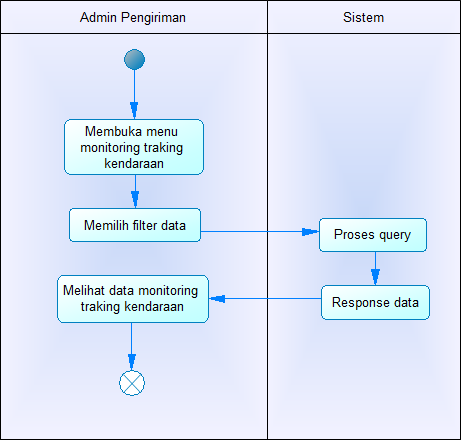 Admin Pengiriman
Sistem
Membuka menu
monitoring traking
kendaraan
Memilih filter data
Proses query
Melihat data monitoring
traking kendaraan
Response data